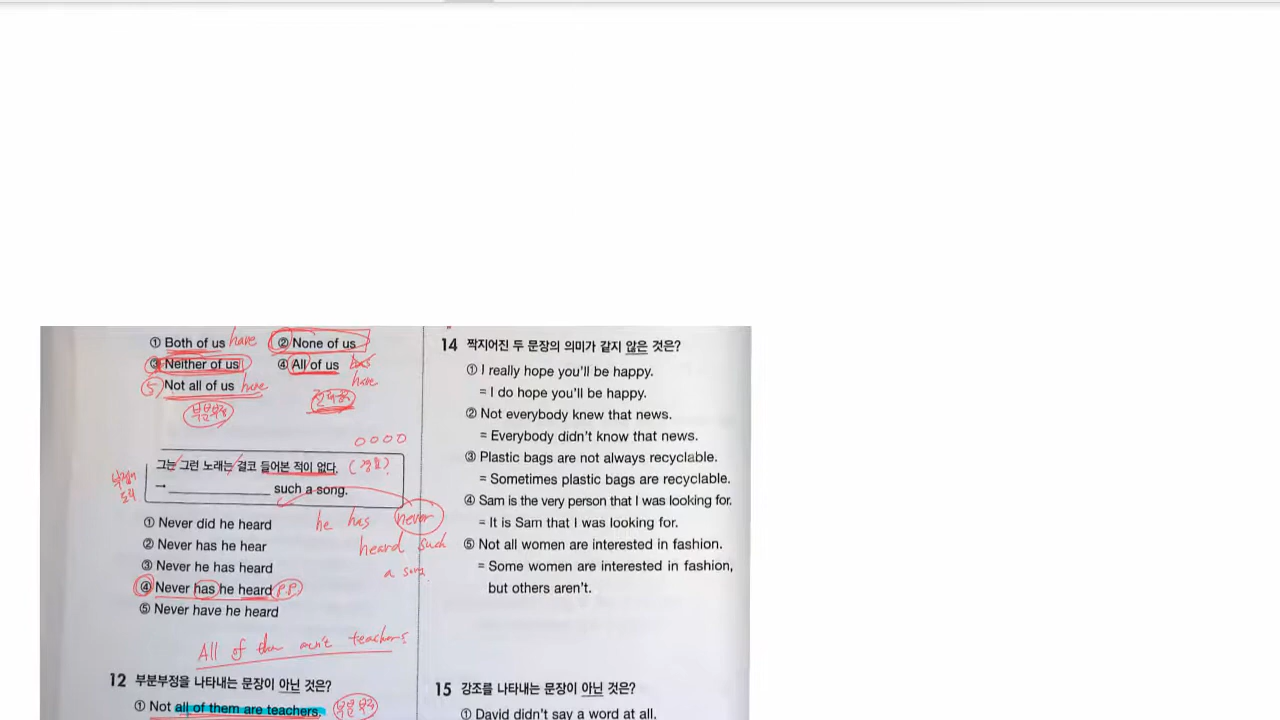 ① Both of us have ② None of us
③ Neither of us ④ All of us has
have
⑤ Not all of us have
부분부정
그는 그런 노래는 결코 들어본 적이 없다. (경험)
→ ____________ such a song.
he has never
heard such
a song.
① Never did he heard
② Never has he hear
③ Never he has heard
④ Never has he heard p.p.
⑤ Never have he heard
All of them aren't teachers
12 부분부정을 나타내는 문장이 아닌 것은?
① Not all of them are teachers. 부분부정
14 짝지어진 두 문장의 의미가 같지 않은 것은?
① I really hope you'll be happy.
= I do hope you'll be happy.
② Not everybody knew that news.
= Everybody didn't know that news.
③ Plastic bags are not always recyclable.
= Sometimes plastic bags are recyclable.
④ Sam is the very person that I was looking for.
= It is Sam that I was looking for.
⑤ Not all women are interested in fashion.
= Some women are interested in fashion,
but others aren't.
15 강조를 나타내는 문장이 아닌 것은?
① David didn't say a word at all.